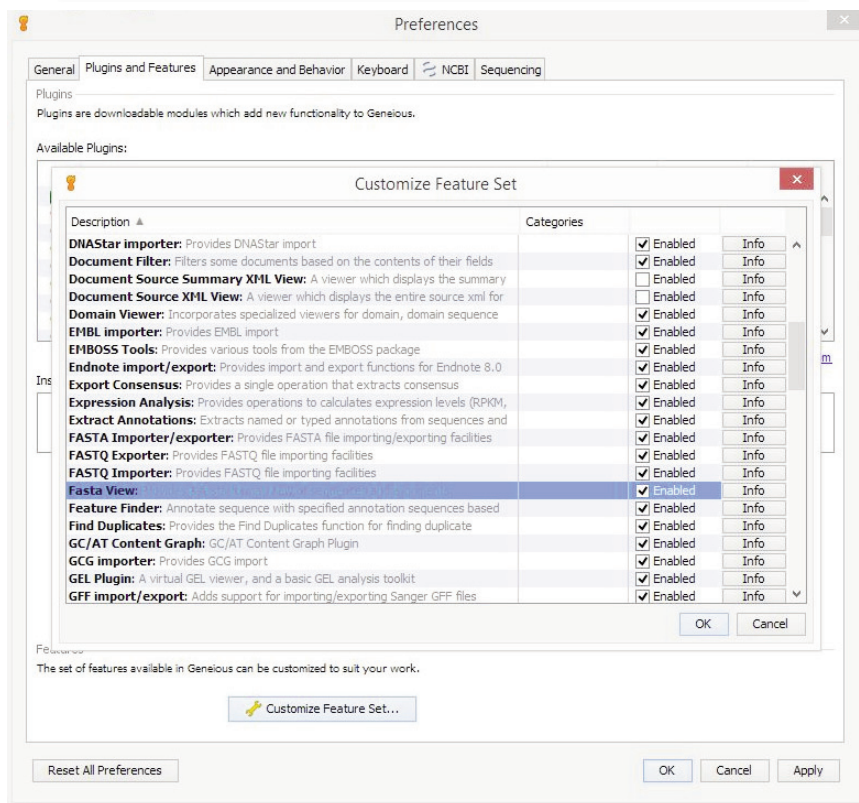 Preferences
General Plugins and Features Appearance and Behavior Keyboard NCBI Sequencing
Plugins
Plugins are downloadable modules which add new functionality to Geneious.
Available Plugins:
Customize Feature Set
Description Categories
DNAStar importer: Provides DNAStar import Enabled Info
Document Filter: Filters some documents based on the contents of their fields Enabled Info
Document Source Summary XML View: A viewer which displays the summary Enabled Info
Document Source XML View: A viewer which displays the entire source xml for Enabled Info
Domain Viewer: Incorporates specialized viewers for domain, domain sequence Enabled Info
EMBL importer: Provides EMBL import Enabled Info
EMBOSS Tools: Provides various tools from the EMBOSS package Enabled Info
m
Endnote import/export: Provides import and export functions for Endnote 8.0 Enabled Info
Ins
Export Consensus: Provides a single operation that extracts consensus Enabled Info
Expression Analysis: Provides operations to calculates expression levels (RPKM, Enabled Info
Extract Annotations: Extracts named or typed annotations from sequences and Enabled Info
FASTA Importer/exporter: Provides FASTA file importing/exporting facilities Enabled Info
FASTQ Exporter: Provides FASTQ file importing facilities Enabled Info
FASTQ Importer: Provides FASTQ file importing facilities Enabled Info
Fasta View: Enabled Info
Feature Finder: Annotate sequence with specified annotation sequences based Enabled Info
Find Duplicates: Provides the Find Duplicates function for finding duplicate Enabled Info
GC/AT Content Graph: GC/AT Content Graph Plugin Enabled Info
GCG importer: Provides GCG import Enabled Info
GEL Plugin: A virtual GEL viewer, and a basic GEL analysis toolkit Enabled Info
GFF import/export: Adds support for importing/exporting Sanger GFF files Enabled Info
OK Cancel
The set of features available in Geneious can be customized to suit your work.
Customize Feature Set...
Reset All Preferences OK Cancel Apply